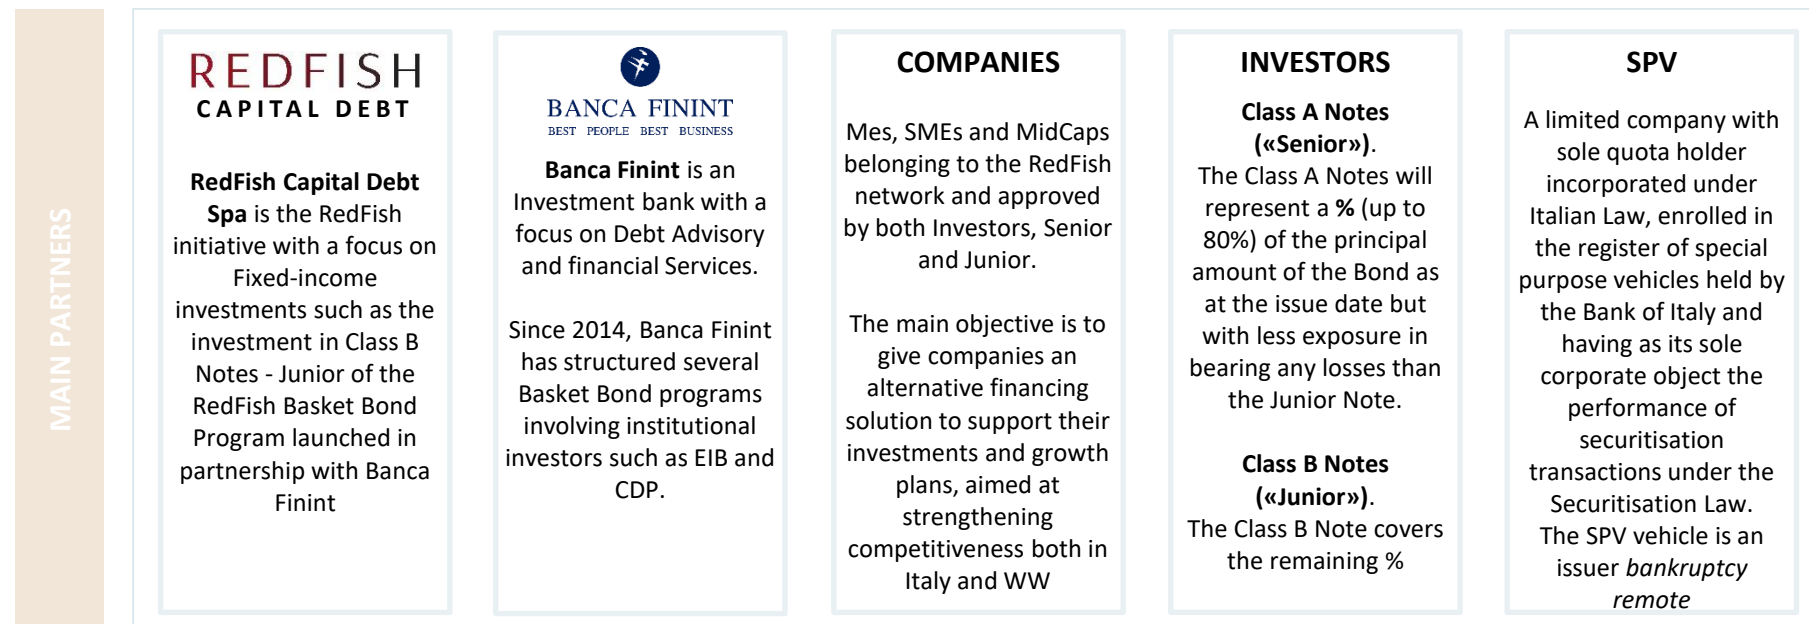 MAIN PARTNERS
REDFISH
CAPITAL DEBT
RedFish Capital Debt
Spa is the RedFish
initiative with a focus on
Fixed-income
investments such as the
investment in Class B
Notes - Junior of the
RedFish Basket Bond
Program launched in
partnership with Banca
Finint
BANCA FININT
BEST PEOPLE BEST BUSINESS
Banca Finint is an
Investment bank with a
focus on Debt Advisory
and financial Services.
Since 2014, Banca Finint
has structured several
Basket Bond programs
involving institutional
investors such as EIB and
CDP.
COMPANIES
Mes, SMEs and MidCaps
belonging to the RedFish
network and approved
by both Investors, Senior
and Junior.
The main objective is to
give companies an
alternative financing
solution to support their
investments and growth
plans, aimed at
strengthening
competitiveness both in
Italy and WW
INVESTORS
Class A Notes
(«Senior»).
The Class A Notes will
represent a % (up to
80%) of the principal
amount of the Bond as
at the issue date but
with less exposure in
bearing any losses than
the Junior Note.
Class B Notes
(«Junior»).
The Class B Note covers
the remaining %
SPV
A limited company with
sole quota holder
incorporated under
Italian Law, enrolled in
the register of special
purpose vehicles held by
the Bank of Italy and
having as its sole
corporate object the
performance of
securitisation
transactions under the
Securitisation Law.
The SPV vehicle is an
issuer bankruptcy
remote